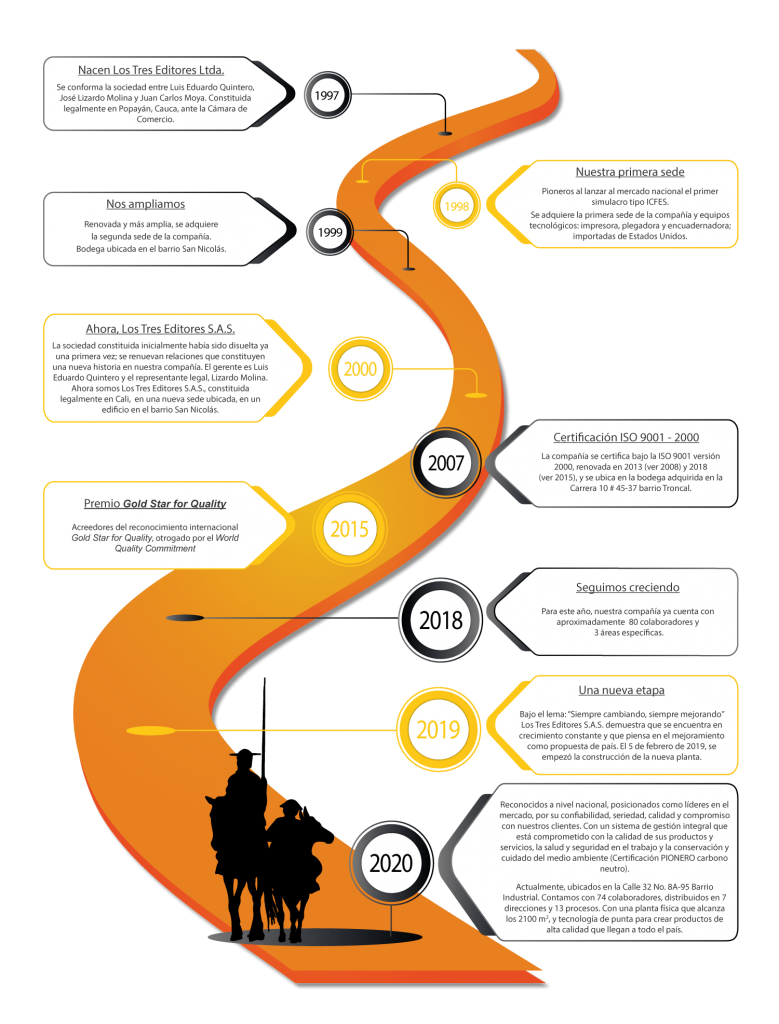 Nacen Los Tres Editores Ltda.
Se conforma la sociedad entre Luis Eduardo Quintero,
José Lizardo Molina y Juan Carlos Moya. Constituida
legalmente en Popayán, Cauca, ante la Cámara de
Comercio.
1997
Nuestra primera sede
Pioneros al lanzar al mercado nacional el primer
simulacro tipo ICFES.
Se adquiere la primera sede de la compañía y equipos
tecnológicos: impresora, plegadora y encuadernadora;
importadas de Estados Unidos.
1998
Nos ampliamos
Renovada y más amplia, se adquiere
la segunda sede de la compañía.
Bodega ubicada en el barrio San Nicolás.
1999
Ahora, Los Tres Editores S.A.S.
La sociedad constituida inicialmente había sido disuelta ya
una primera vez; se renuevan relaciones que constituyen
una nueva historia en nuestra compañía. El gerente es Luis
Eduardo Quintero y el representante legal, Lizardo Molina.
Ahora somos Los Tres Editores S.A.S., constituida
legalmente en Cali, en una nueva sede ubicada, en un
edificio en el barrio San Nicolás.
2000
Certificación ISO 9001 - 2000
La compañía se certifica bajo la ISO 9001 versión
2000, renovada en 2013 (ver 2008) y 2018
(ver 2015), y se ubica en la bodega adquirida en la
Carrera 10 # 45-37 barrio Troncal.
2007
Premio Gold Star for Quality
Acreedores del reconocimiento internacional
Gold Star for Quality, otrogado por el World
Quality Commitment
2015
Seguimos creciendo
Para este año, nuestra compañía ya cuenta con
aproximadamente 80 colaboradores y
3 áreas específicas.
2018
Una nueva etapa
Bajo el lema: "Siempre cambiando, siempre mejorando"
Los Tres Editores S.A.S. demuestra que se encuentra en
crecimiento constante y que piensa en el mejoramiento
como propuesta de país. El 5 de febrero de 2019, se
empezó la construcción de la nueva planta.
2019
Reconocidos a nivel nacional, posicionados como líderes en el
mercado, por su confiabilidad, seriedad, calidad y compromiso
con nuestros clientes. Con un sistema de gestión integral que
está comprometido con la calidad de sus productos y
servicios, la salud y seguridad en el trabajo y la conservación y
cuidado del medio ambiente (Certificación PIONERO carbono
neutro).
Actualmente, ubicados en la Calle 32 No. 8A-95 Barrio
Industrial. Contamos con 74 colaboradores, distribuidos en 7
direcciones y 13 procesos. Con una planta física que alcanza
los 2100 m², y tecnología de punta para crear productos de
alta calidad que llegan a todo el país.
2020